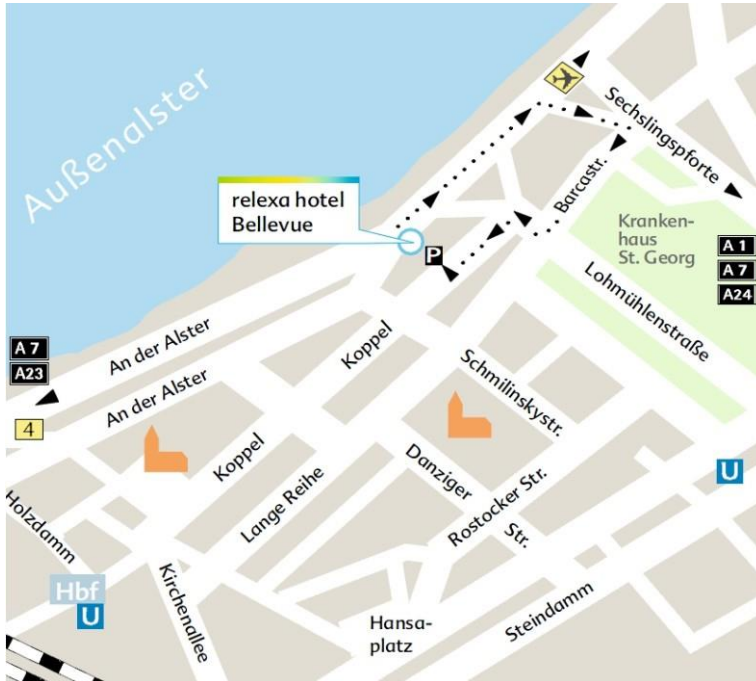 Außenalster
Sechslingspforte
Barcastr.
relexa hotel
Bellevue
P
Kranken-
haus
St. Georg
A 1
A 7
A24
Lohmühlenstraße
A 7
A23
4
An der Alster
An der Alster
Koppel
Schmilinskystr.
Koppel
Lange Reihe
Danziger
Str.
Rostocker Str.
U
Holzdamm
Hbf
U
Kirchenallee
Hansa-
platz
Steindamm